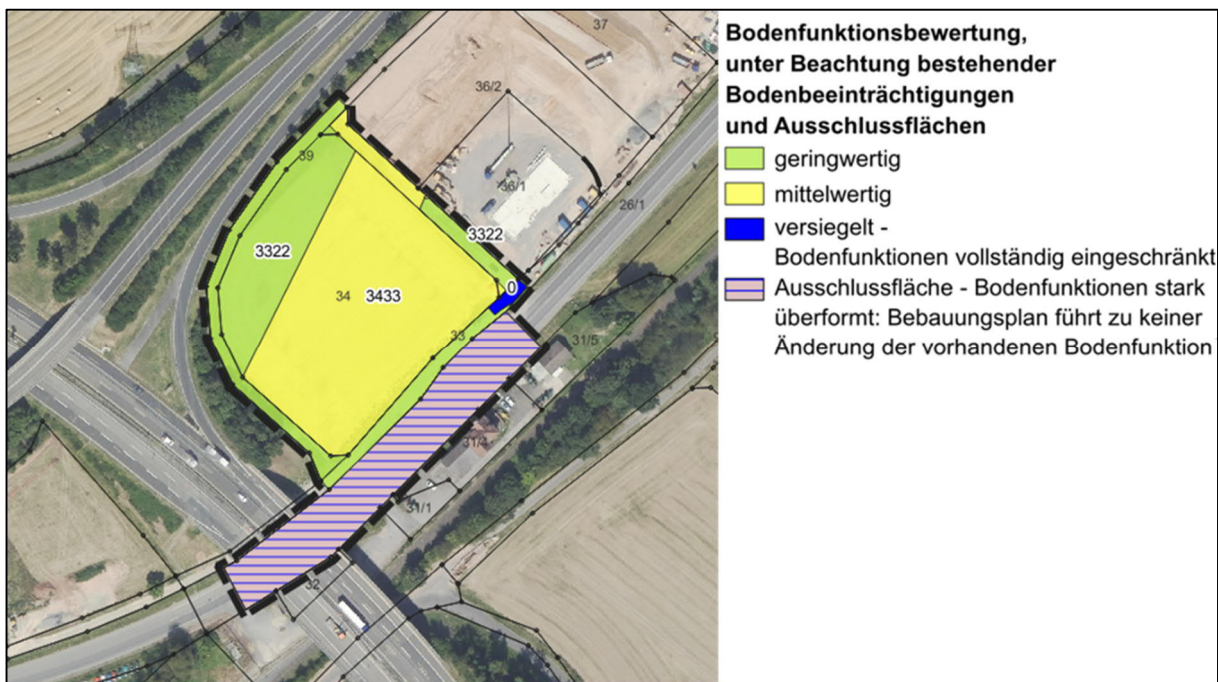 Bodenfunktionsbewertung,
unter Beachtung bestehender
Bodenbeeinträchtigungen
und Ausschlussflächen
geringwertig
mittelwertig
versiegelt -
Bodenfunktionen vollständig eingeschränkt
Ausschlussfläche - Bodenfunktionen stark
überformt: Bebauungsplan führt zu keiner
Änderung der vorhandenen Bodenfunktion
37
36/2
39
36/1
26/1
3322
3322
0
34 3433
33
31/5
31/4
31/1
32